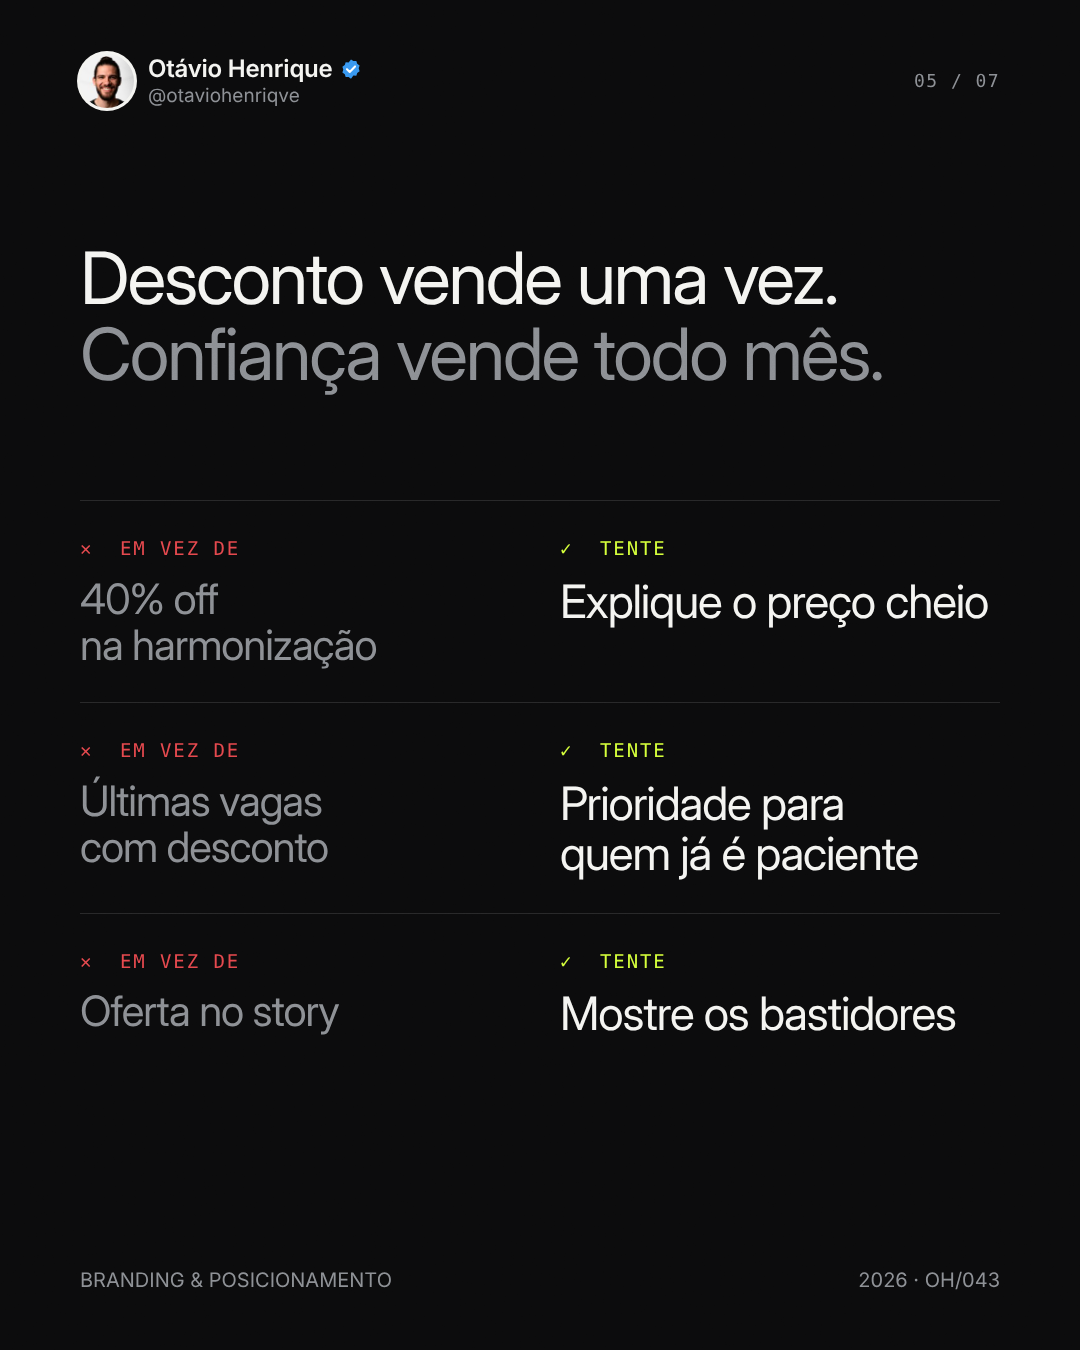 Otávio Henrique
@otaviohenriqve
05 / 07
Desconto vende uma vez.
Confiança vende todo mês.
× EM VEZ DE
40% off
na harmonização
✓ TENTE
Explique o preço cheio
× EM VEZ DE
Últimas vagas
com desconto
✓ TENTE
Prioridade para
quem já é paciente
× EM VEZ DE
Oferta no story
✓ TENTE
Mostre os bastidores
BRANDING & POSICIONAMENTO
2026 · OH/043